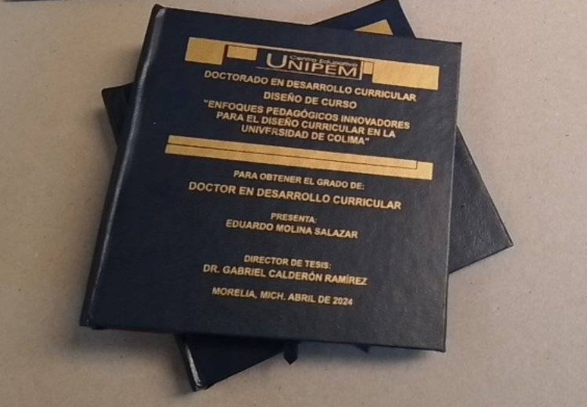 Centro Educativo
UNIPEM
DOCTORADO EN DESARROLLO CURRICULAR
DISEÑO DE CURSO
"ENFOQUES PEDAGÓGICOS INNOVADORES
PARA EL DISEÑO CURRICULAR EN LA
UNIVERSIDAD DE COLIMA"
PARA OBTENER EL GRADO DE:
DOCTOR EN DESARROLLO CURRICULAR
PRESENTA:
EDUARDO MOLINA SALAZAR
DIRECTOR DE TESIS:
DR. GABRIEL CALDERÓN RAMÍREZ
MORELIA, MICH. ABRIL DE 2024